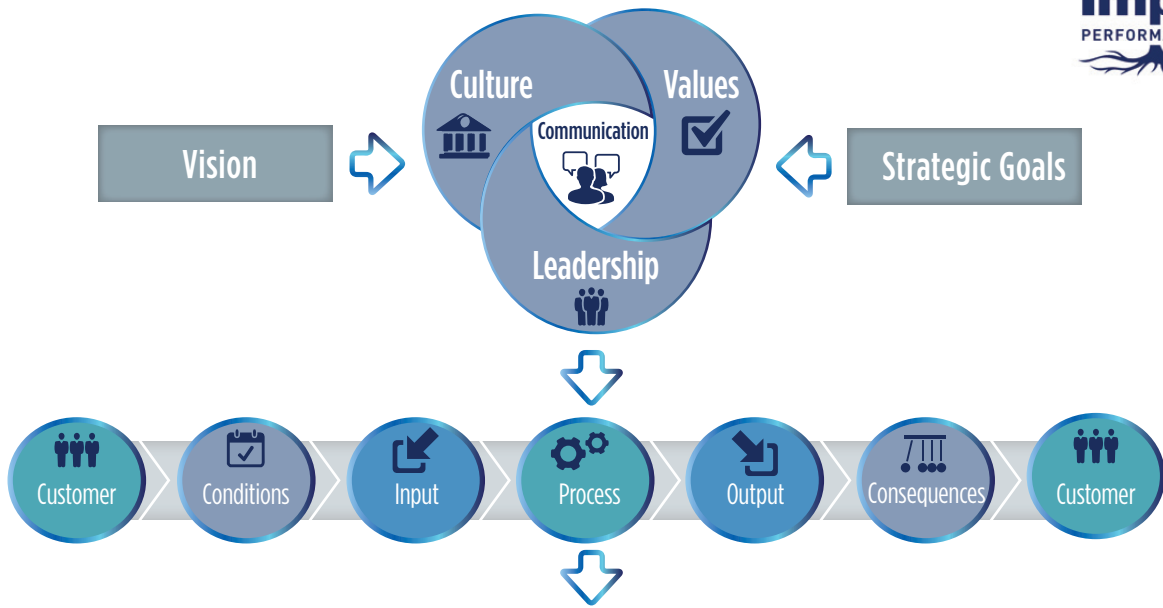 PERFORM
Culture
Values
Communication
Vision
Strategic Goals
Leadership
Customer
Conditions
Input
Process
Output
Consequences
Customer